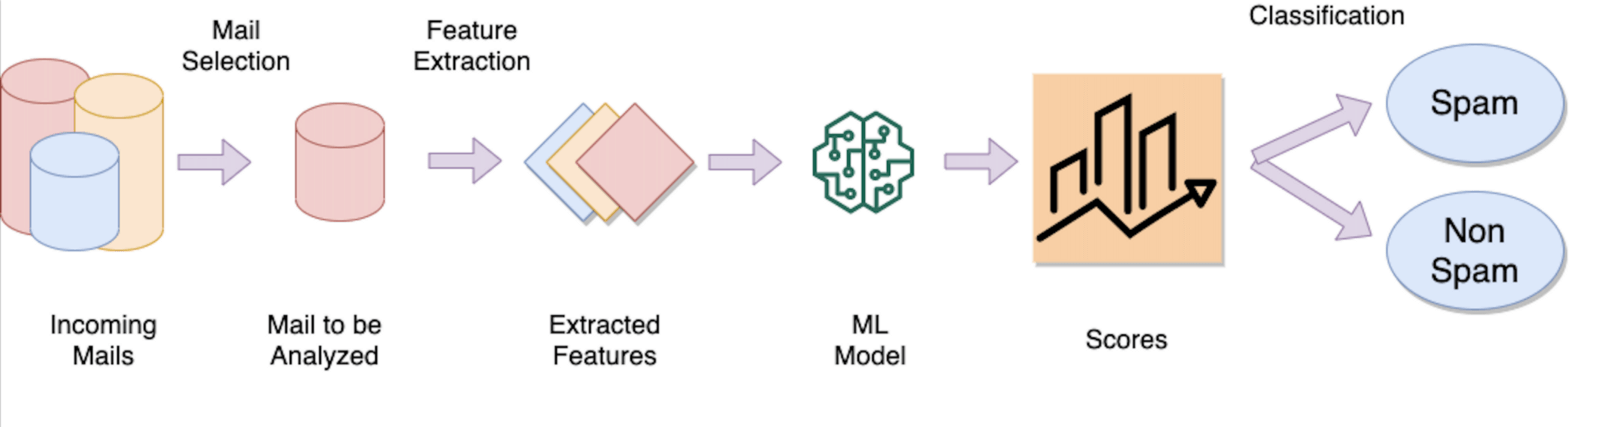 Mail
Selection
Feature
Extraction
Classification
Spam
Non
Spam
Incoming
Mails
Mail to be
Analyzed
Extracted
Features
ML
Model
Scores